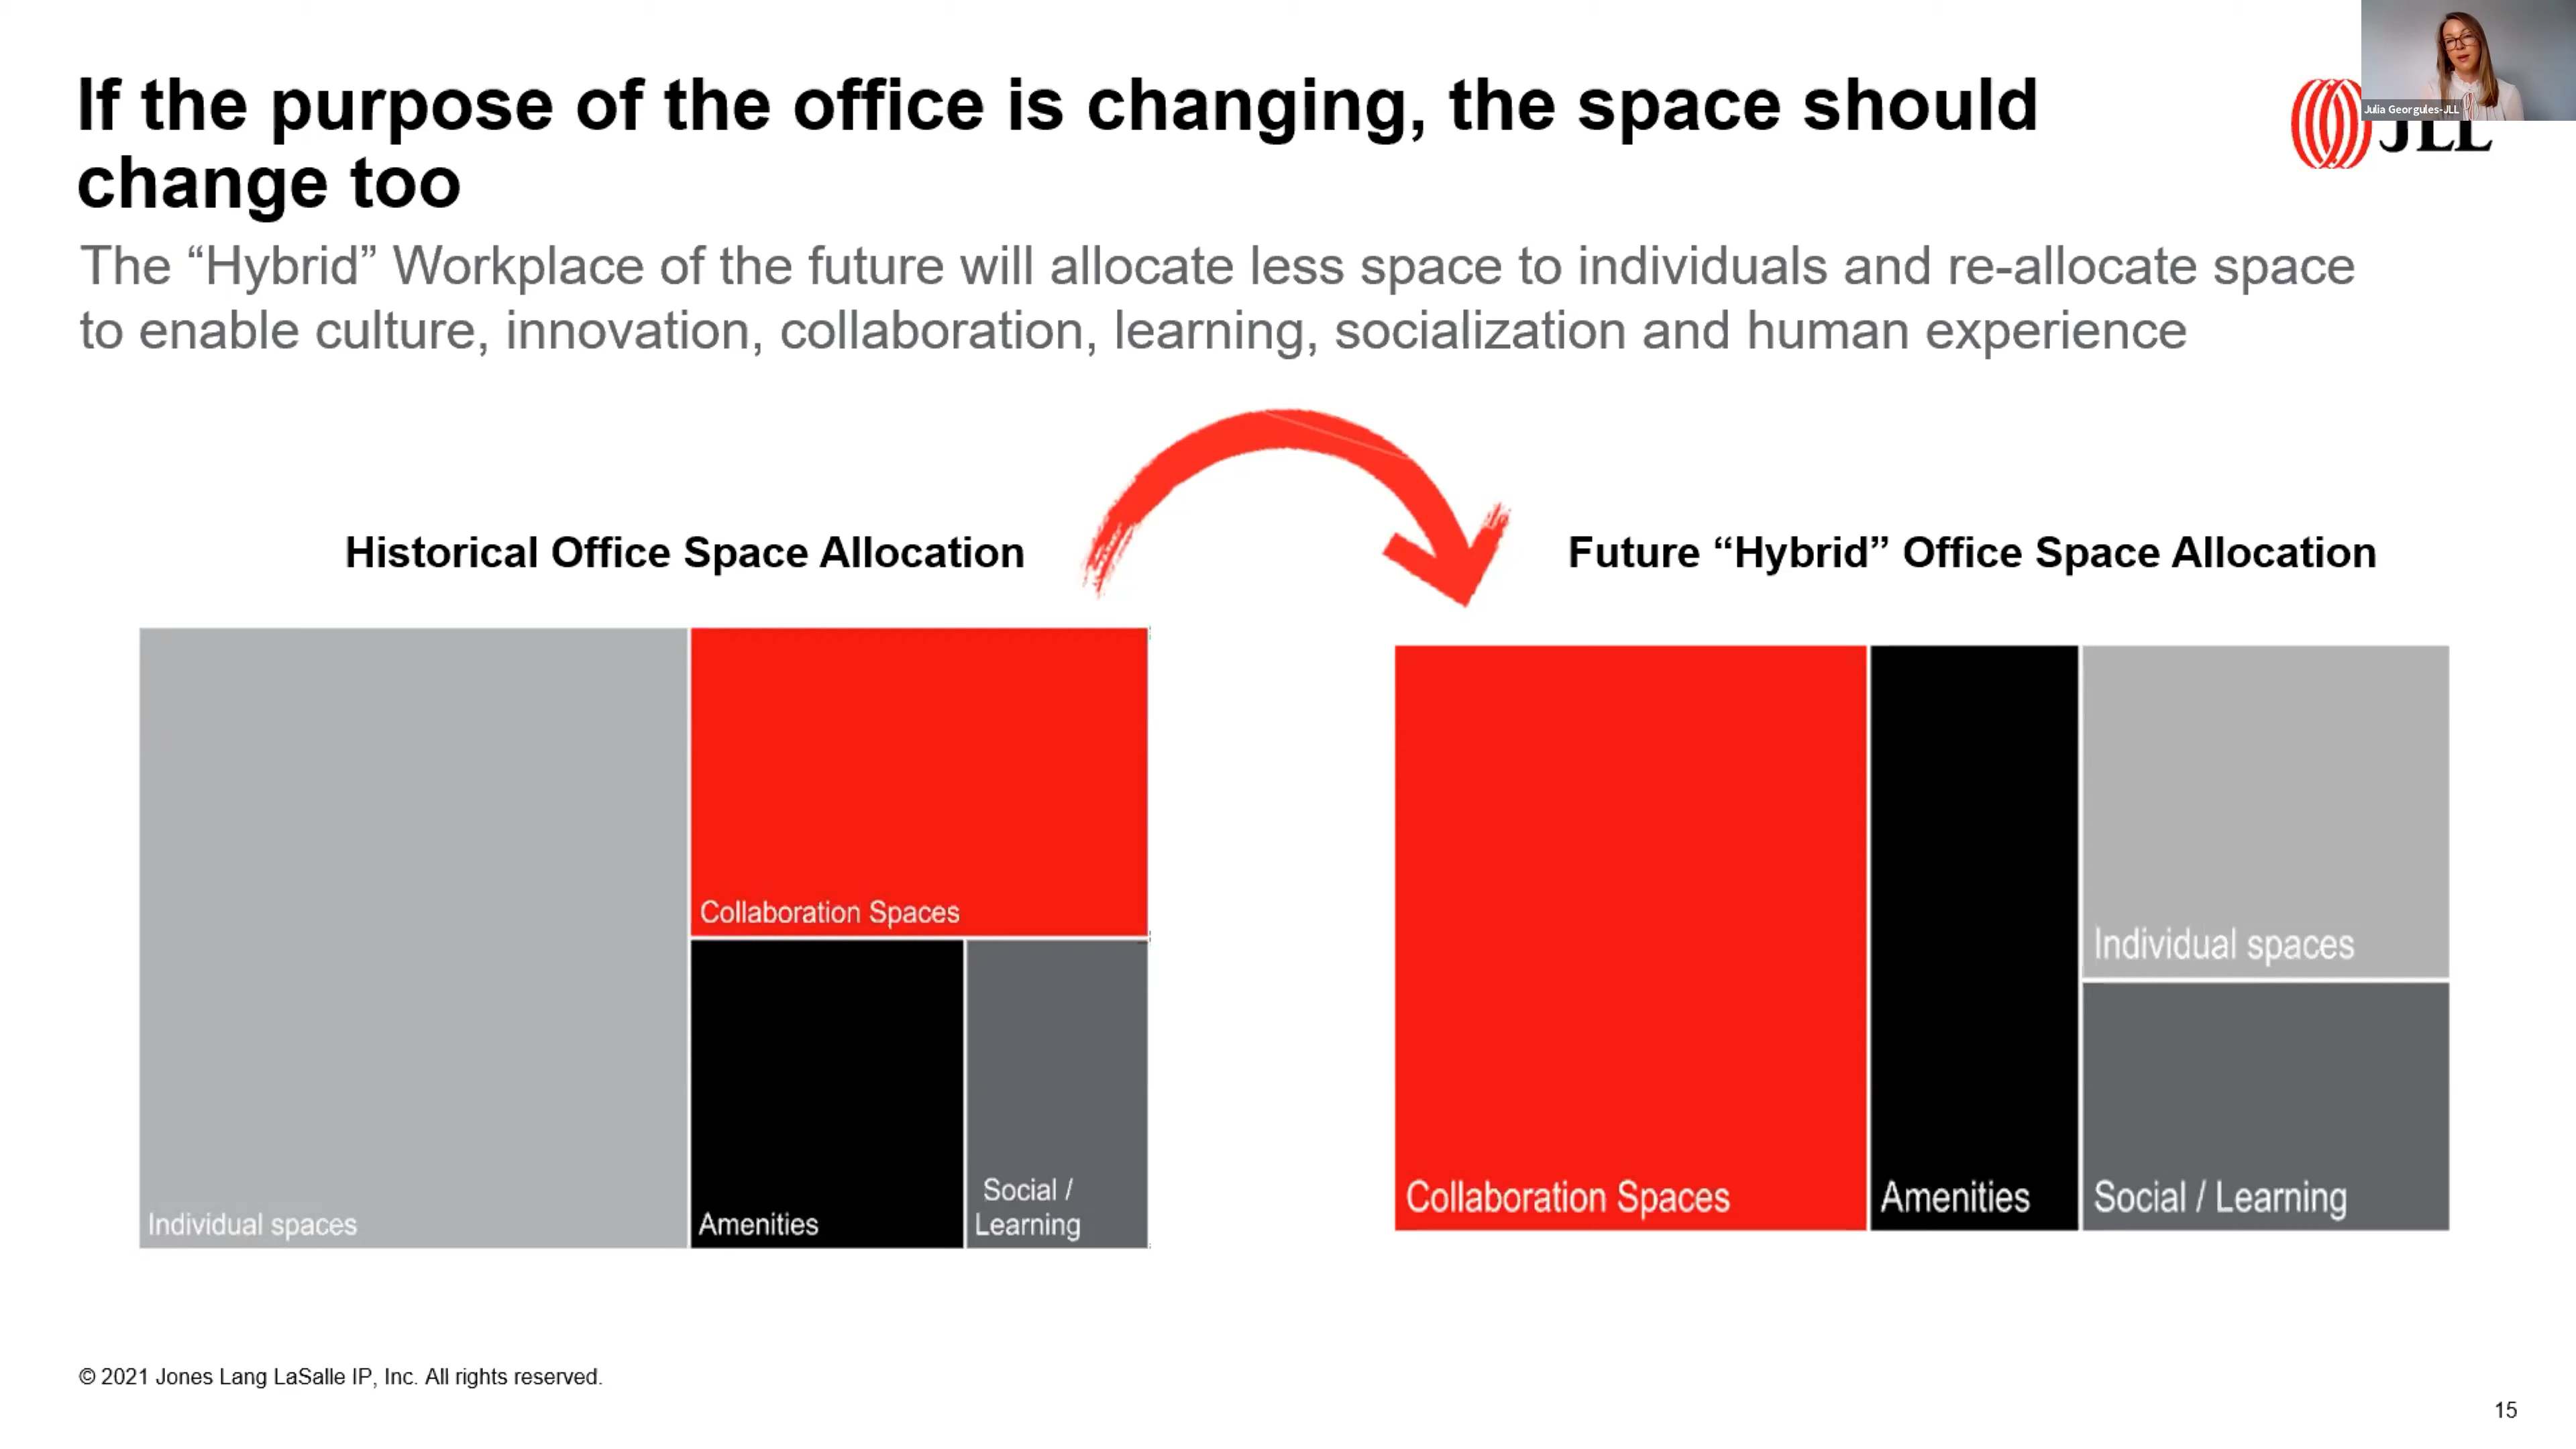 If the purpose of the office is changing, the space should
change too
Julia Georgules-JLL
JLL
The “Hybrid” Workplace of the future will allocate less space to individuals and re-allocate space
to enable culture, innovation, collaboration, learning, socialization and human experience
Historical Office Space Allocation
Individual spaces
Collaboration Spaces
Amenities
Social /
Learning
Future “Hybrid” Office Space Allocation
Collaboration Spaces
Amenities
Individual spaces
Social / Learning
© 2021 Jones Lang LaSalle IP, Inc. All rights reserved.
15